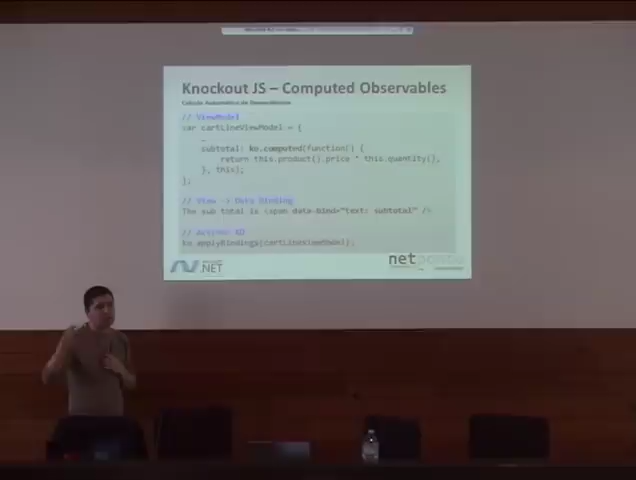 Knockout JS – Computed Observables
// ViewModel
var cartLineViewModel = {
…
subtotal: ko.computed(function() {
return this.product().price * this.quantity();
}, this);
};
// View -> Data Binding
The sub total is <span data-bind="text: subtotal" />
// Activar KO
ko.applyBindings(cartLineViewModel);
.NET
netponto